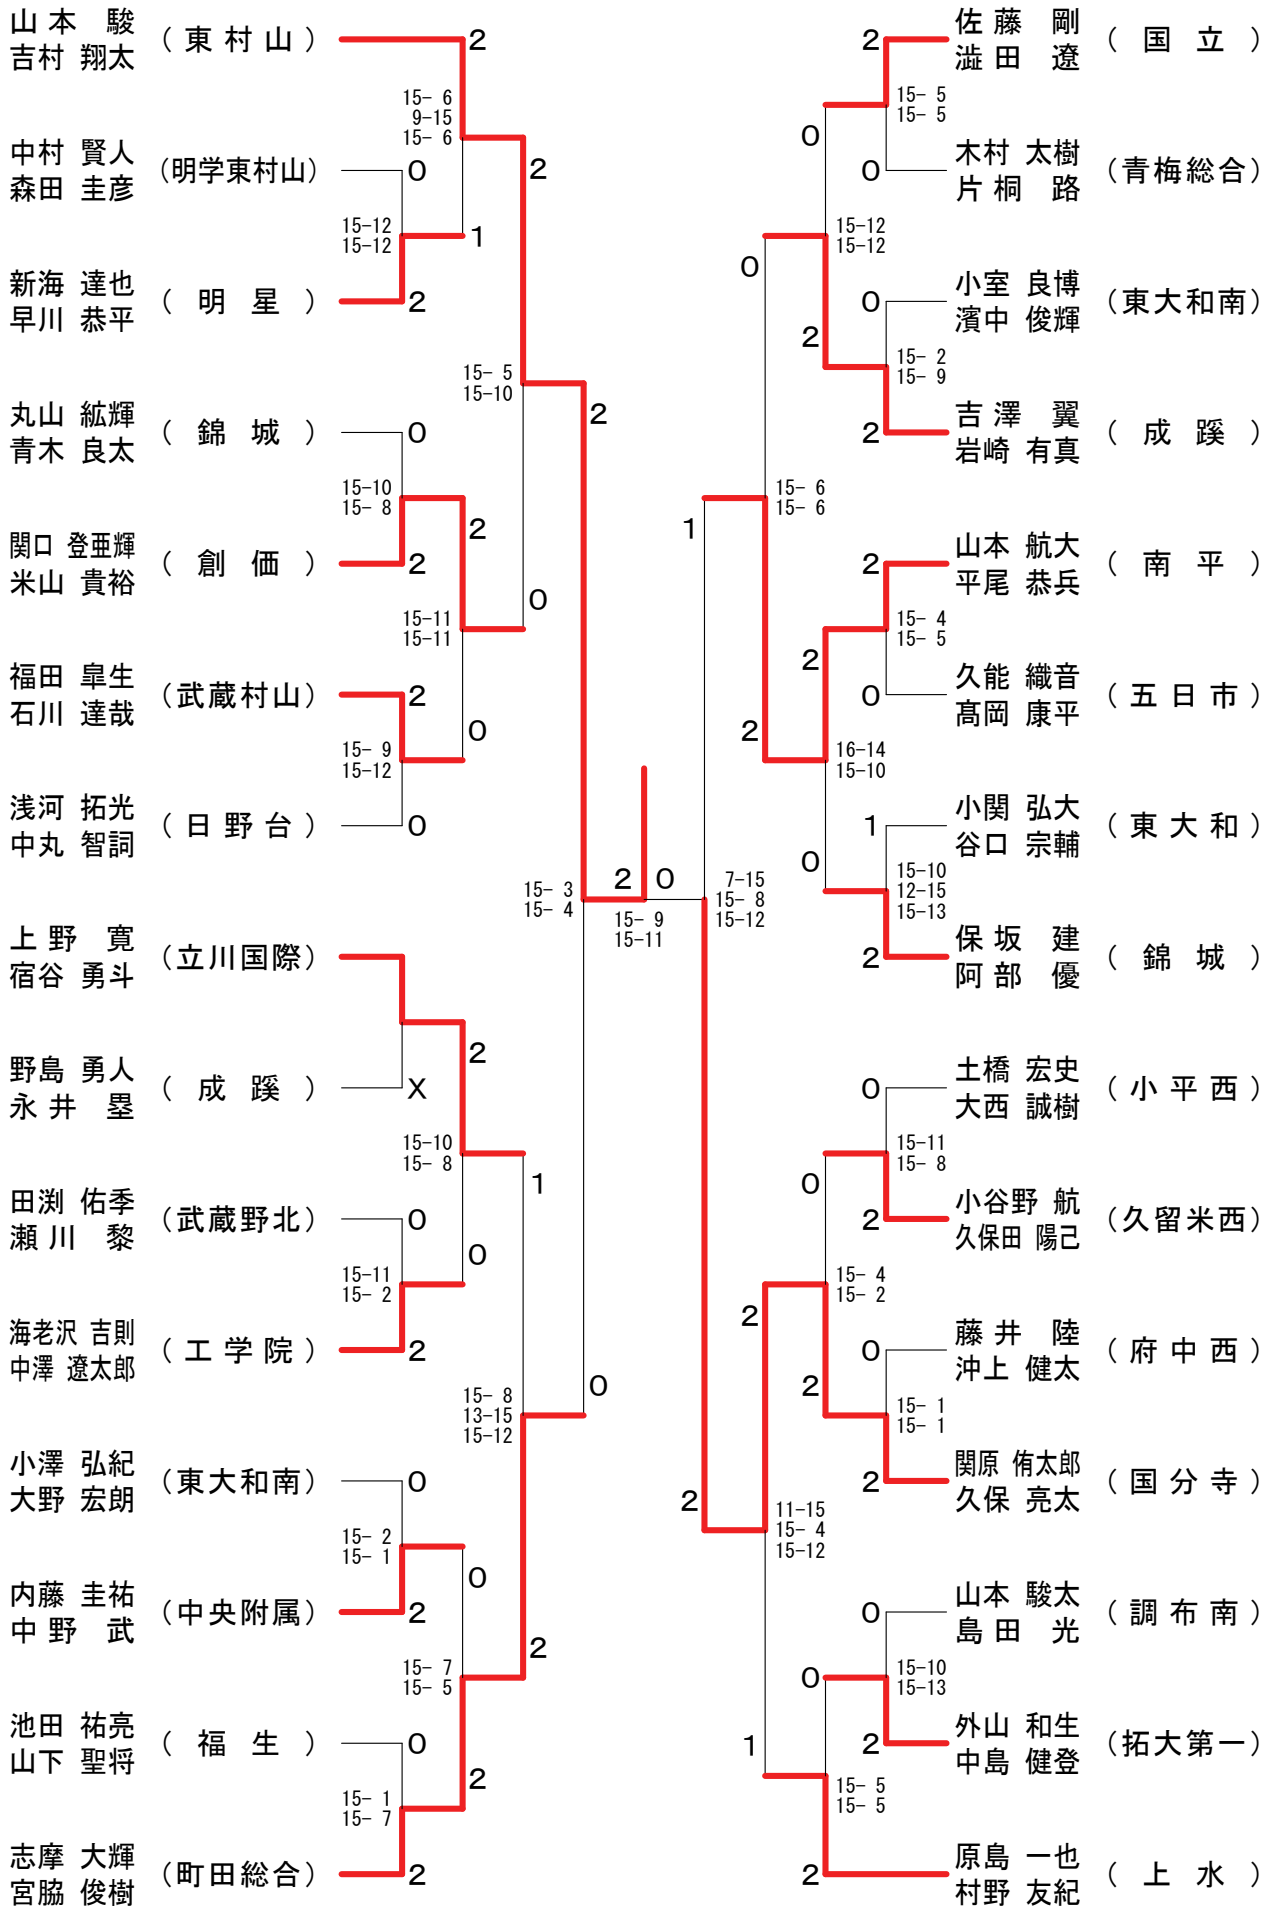 山本 駿
吉村 翔太
(東村山)
2
15- 6
9-15
15- 6
2
中村 賢人
森田 圭彦
(明学東村山)
0
15-12
15-12
1
新海 達也
早川 恭平
(明星)
2
15- 5
15-10
2
丸山 紘輝
青木 良太
(錦城)
0
15-10
15- 8
2
関口 登亜輝
米山 貴裕
(創価)
2
15-11
15-11
0
福田 皐生
石川 達哉
(武蔵村山)
2
15- 9
15-12
0
浅河 拓光
中丸 智詞
(日野台)
0
15- 3
15- 4
2
0
15- 9
15-11
上野 寛
宿谷 勇斗
(立川国際)
2
野島 勇人
永井 塁
(成蹊)
X
15-10
15- 8
1
田渕 佑季
瀬川 黎
(武蔵野北)
0
15-11
15- 2
0
海老沢 吉則
中澤 遼太郎
(工学院)
2
15- 8
13-15
15-12
0
小澤 弘紀
大野 宏朗
(東大和南)
0
15- 2
15- 1
0
内藤 圭祐
中野 武
(中央附属)
2
15- 7
15- 5
2
池田 祐亮
山下 聖将
(福生)
0
15- 1
15- 7
2
志摩 大輝
宮脇 俊樹
(町田総合)
2
2
佐藤 剛
澁田 遼
(国立)
0
15- 5
15- 5
0
木村 太樹
片桐 路
(青梅総合)
0
15-12
15-12
0
小室 良博
濱中 俊輝
(東大和南)
2
15- 2
15- 9
2
吉澤 翼
岩崎 有真
(成蹊)
1
15- 6
15- 6
2
山本 航大
平尾 恭兵
(南平)
2
15- 4
15- 5
0
久能 織音
髙岡 康平
(五日市)
2
16-14
15-10
1
小関 弘大
谷口 宗輔
(東大和)
0
15-10
12-15
15-13
2
保坂 建
阿部 優
(錦城)
7-15
15- 8
15-12
0
土橋 宏史
大西 誠樹
(小平西)
0
15-11
15- 8
2
小谷野 航
久保田 陽己
(久留米西)
2
15- 4
15- 2
0
藤井 陸
沖上 健太
(府中西)
2
15- 1
15- 1
2
関原 侑太郎
久保 亮太
(国分寺)
2
11-15
15- 4
15-12
0
山本 駿太
島田 光
(調布南)
0
15-10
15-13
2
外山 和生
中島 健登
(拓大第一)
1
15- 5
15- 5
2
原島 一也
村野 友紀
(上水)